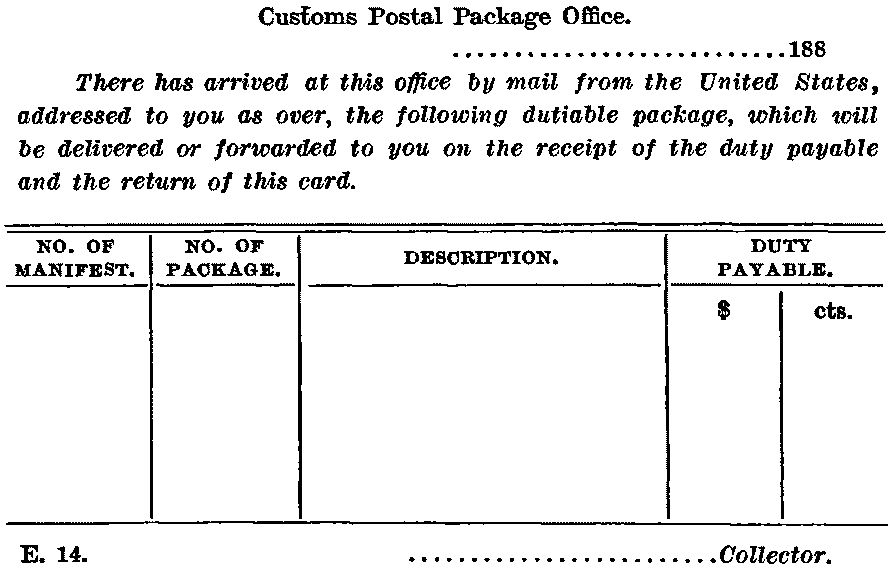 Customs Postal Package Office.
...........................188
There has arrived at this office by mail from the United States,
addressed to you as over, the following dutiable package, which will
be delivered or forwarded to you on the receipt of the duty payable
and the return of this card.
NO. OF MANIFEST. NO. OF PACKAGE. DESCRIPTION. DUTY PAYABLE.
$ cts.
E. 14. .........................Collector.